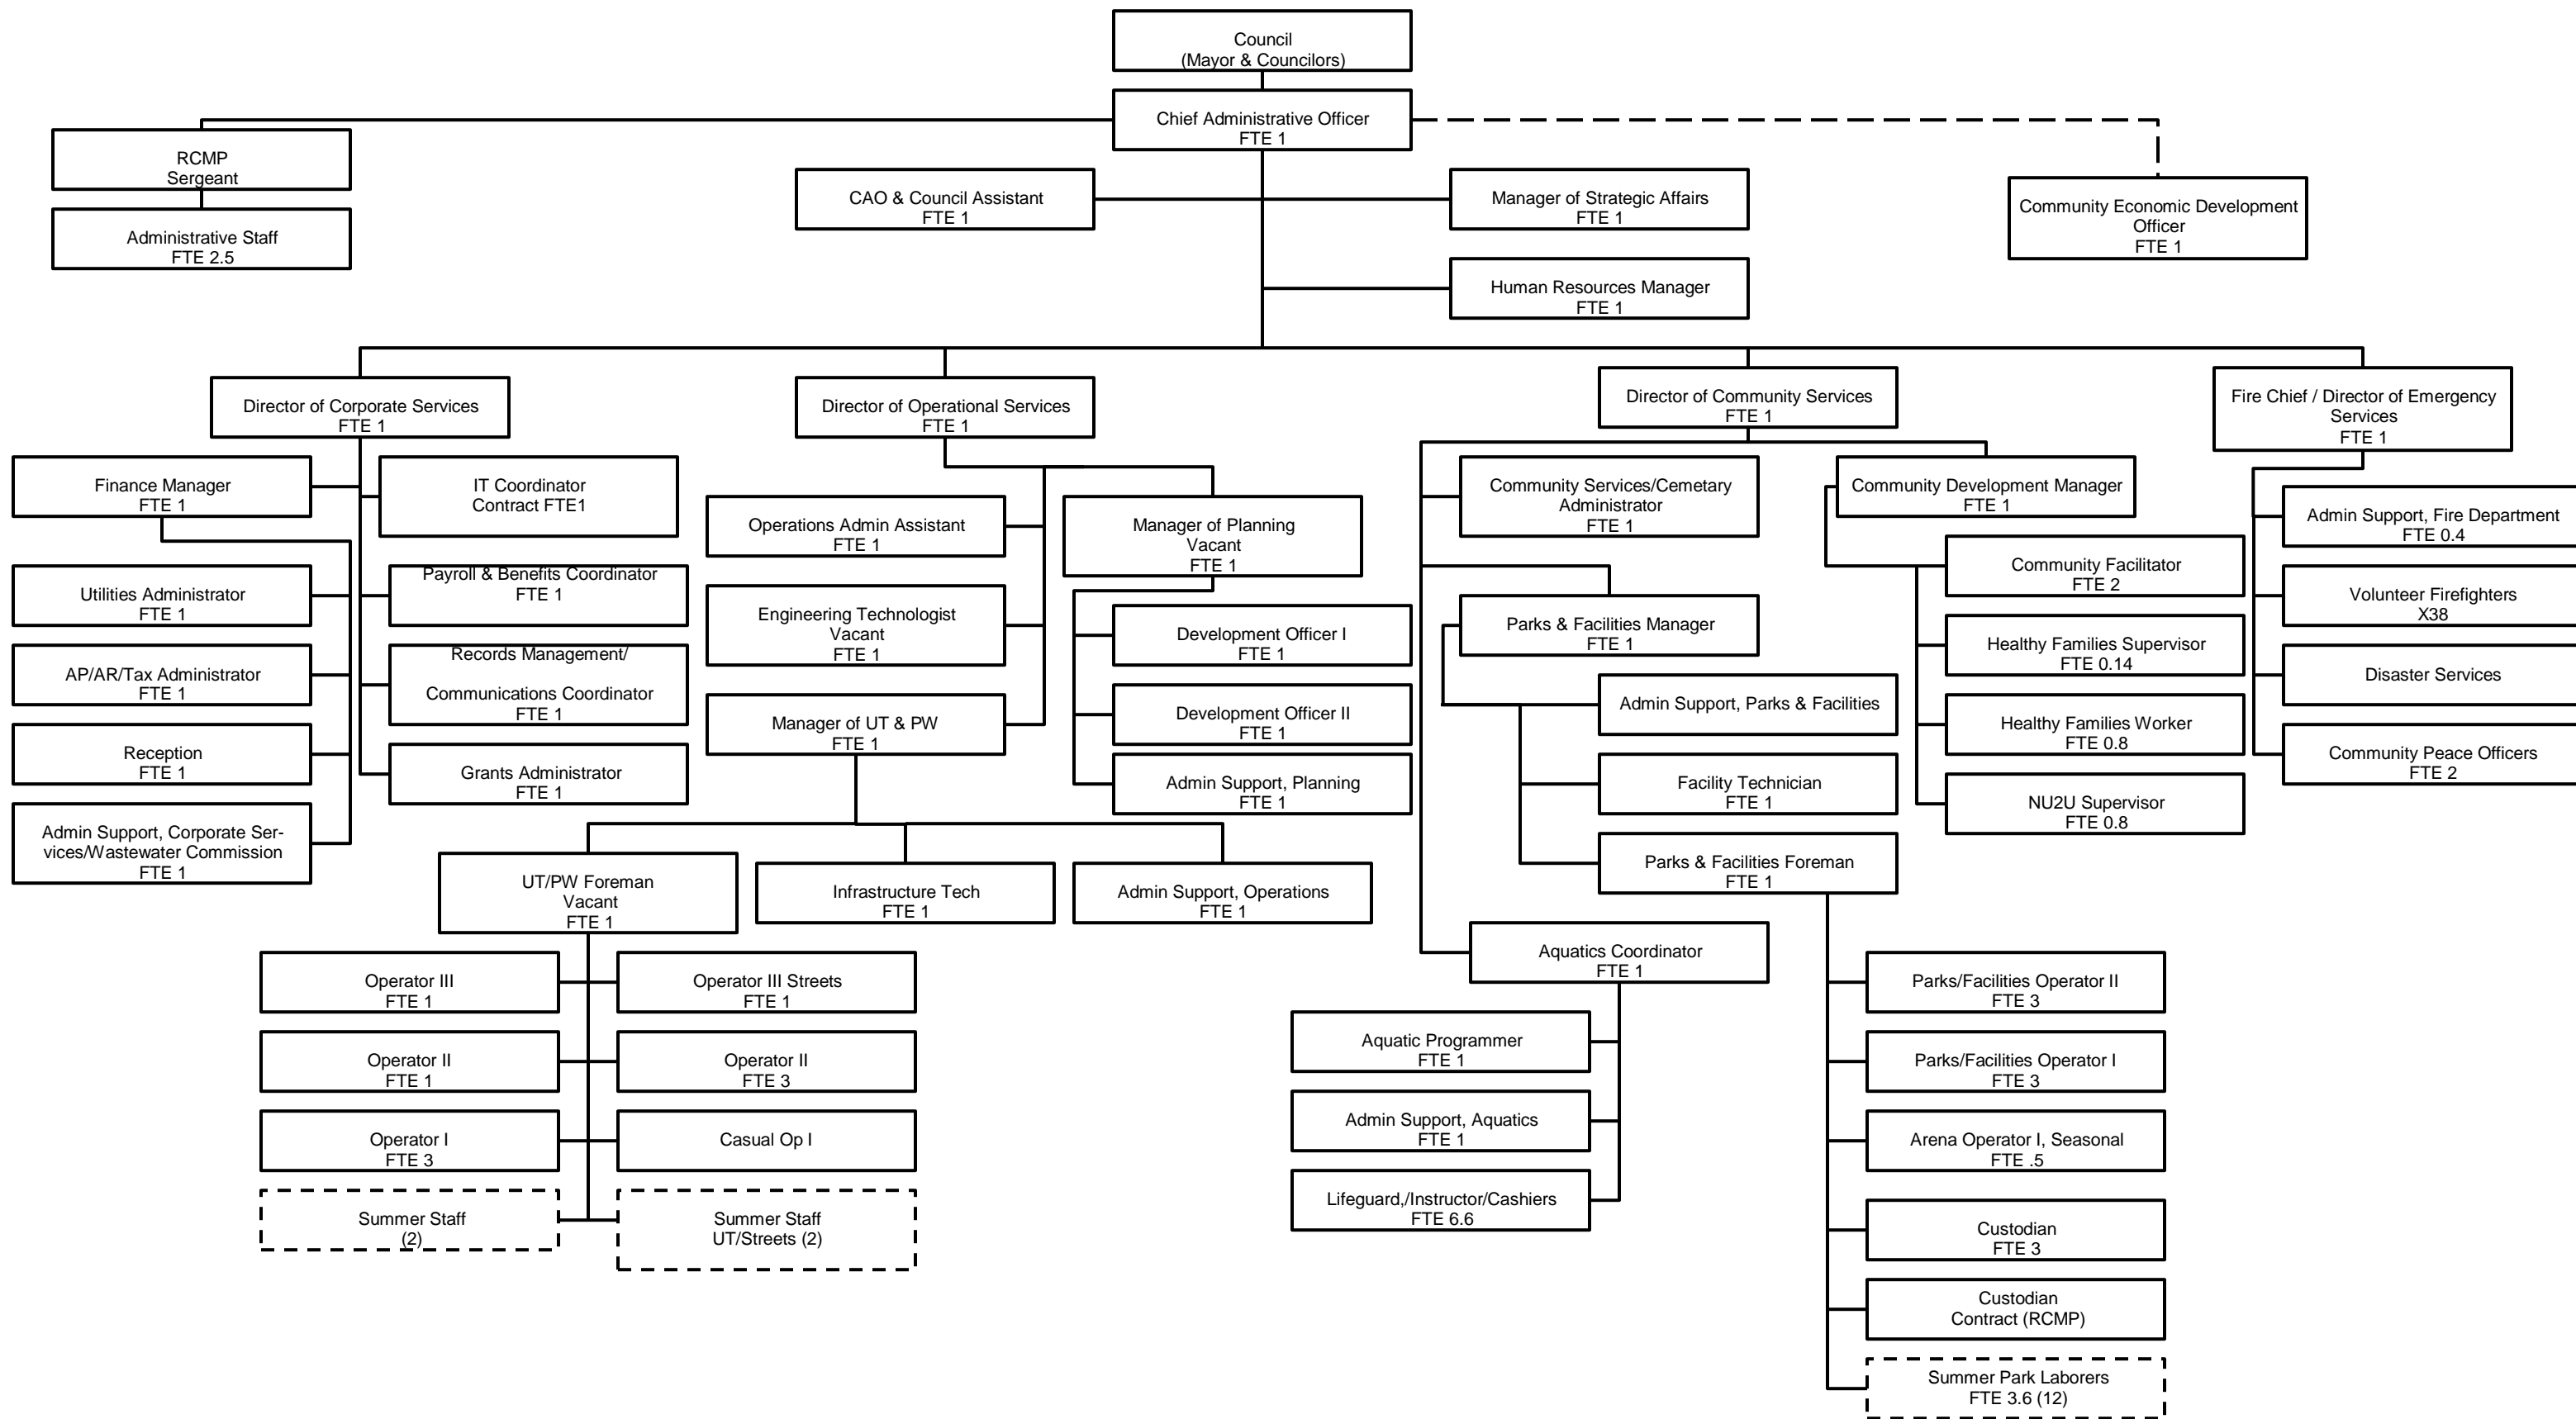 Council
(Mayor & Councilors)
Chief Administrative Officer
FTE 1
RCMP
Sergeant
Administrative Staff
FTE 2.5
CAO & Council Assistant
FTE 1
Manager of Strategic Affairs
FTE 1
Community Economic Development
Officer
FTE 1
Human Resources Manager
FTE 1
Director of Corporate Services
FTE 1
Finance Manager
FTE 1
IT Coordinator
Contract FTE1
Utilities Administrator
FTE 1
Payroll & Benefits Coordinator
FTE 1
AP/AR/Tax Administrator
FTE 1
Records Management/
Communications Coordinator
FTE 1
Reception
FTE 1
Grants Administrator
FTE 1
Admin Support, Corporate Ser-
vices/Wastewater Commission
FTE 1
Director of Operational Services
FTE 1
Operations Admin Assistant
FTE 1
Manager of Planning
Vacant
FTE 1
Engineering Technologist
Vacant
FTE 1
Development Officer I
FTE 1
Manager of UT & PW
FTE 1
Development Officer II
FTE 1
Admin Support, Planning
FTE 1
UT/PW Foreman
Vacant
FTE 1
Infrastructure Tech
FTE 1
Admin Support, Operations
FTE 1
Operator III
FTE 1
Operator III Streets
FTE 1
Operator II
FTE 1
Operator II
FTE 3
Operator I
FTE 3
Casual Op I
Summer Staff
(2)
Summer Staff
UT/Streets (2)
Director of Community Services
FTE 1
Community Services/Cemetary
Administrator
FTE 1
Community Development Manager
FTE 1
Community Facilitator
FTE 2
Healthy Families Supervisor
FTE 0.14
Healthy Families Worker
FTE 0.8
NU2U Supervisor
FTE 0.8
Parks & Facilities Manager
FTE 1
Admin Support, Parks & Facilities
Facility Technician
FTE 1
Parks & Facilities Foreman
FTE 1
Aquatics Coordinator
FTE 1
Aquatic Programmer
FTE 1
Admin Support, Aquatics
FTE 1
Lifeguard,/Instructor/Cashiers
FTE 6.6
Parks/Facilities Operator II
FTE 3
Parks/Facilities Operator I
FTE 3
Arena Operator I, Seasonal
FTE .5
Custodian
FTE 3
Custodian
Contract (RCMP)
Summer Park Laborers
FTE 3.6 (12)
Fire Chief / Director of Emergency
Services
FTE 1
Admin Support, Fire Department
FTE 0.4
Volunteer Firefighters
X38
Disaster Services
Community Peace Officers
FTE 2